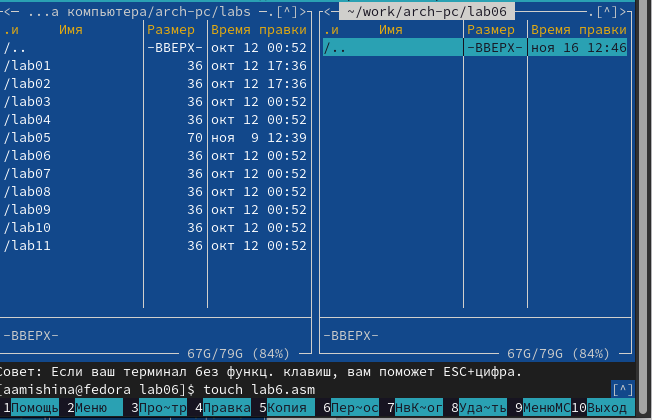 <— ...а компьютера/arch-pc/labs —.[^]>
.и Имя Размер Время правки
/.. -ВВЕРХ- окт 12 00:52
/lab01 36 окт 12 17:36
/lab02 36 окт 12 17:36
/lab03 36 окт 12 00:52
/lab04 36 окт 12 00:52
/lab05 70 ноя 9 12:39
/lab06 36 окт 12 00:52
/lab07 36 окт 12 00:52
/lab08 36 окт 12 00:52
/lab09 36 окт 12 00:52
/lab10 36 окт 12 00:52
/lab11 36 окт 12 00:52
-ВВЕРХ-
67G/79G (84%)
<— ~/work/arch-pc/lab06 .[^]>
.и Имя Размер Время правки
/.. -ВВЕРХ- ноя 16 12:46
-ВВЕРХ-
67G/79G (84%)
Совет: Если ваш терминал без функц. клавиш, вам поможет ESC+цифра.
[aamishina@fedora lab06]$ touch lab6.asm [^]
1Помощь 2Меню 3Про~тр 4Правка 5Копия 6Пер~ос 7НвК~ог 8Уда~ть 9МенюМС 10Выход